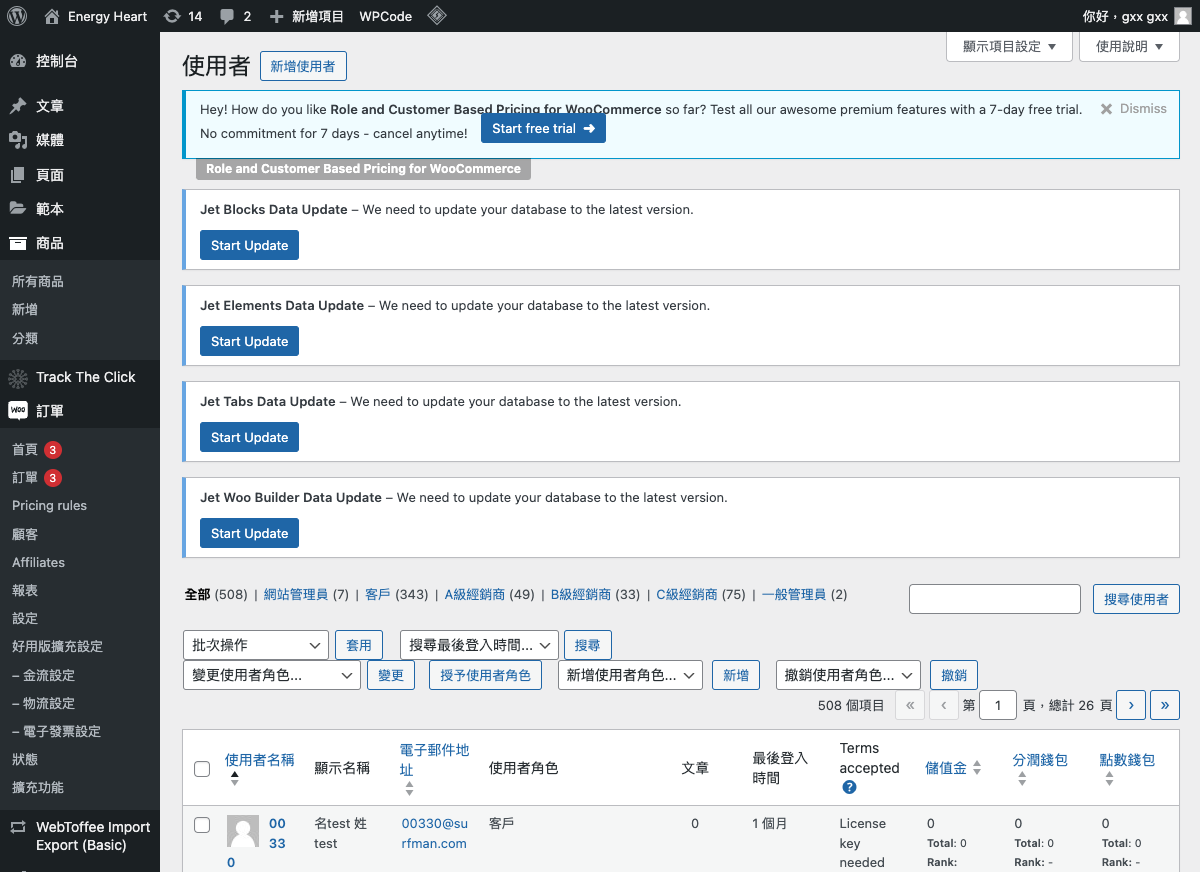 Energy Heart 14 2 新增項目 WPCode 你好，gxx gxx
控制台
文章
媒體
頁面
範本
商品
所有商品
新增
分類
Track The Click
Woo 訂單
首頁 3
訂單 3
Pricing rules
顧客
Affiliates
報表
設定
好用版擴充設定
– 金流設定
– 物流設定
– 電子發票設定
狀態
擴充功能
WebToffee Import
Export (Basic)
顯示項目設定 使用說明
使用者 新增使用者
Hey! How do you like Role and Customer Based Pricing for WooCommerce so far? Test all our awesome premium features with a 7-day free trial. Dismiss
No commitment for 7 days - cancel anytime! Start free trial ➜
Role and Customer Based Pricing for WooCommerce
Jet Blocks Data Update – We need to update your database to the latest version.
Start Update
Jet Elements Data Update – We need to update your database to the latest version.
Start Update
Jet Tabs Data Update – We need to update your database to the latest version.
Start Update
Jet Woo Builder Data Update – We need to update your database to the latest version.
Start Update
全部 (508) | 網站管理員 (7) | 客戶 (343) | A級經銷商 (49) | B級經銷商 (33) | C級經銷商 (75) | 一般管理員 (2)
搜尋使用者
批次操作 套用 搜尋最後登入時間... 搜尋
變更使用者角色... 變更 授予使用者角色 新增使用者角色... 新增 撤銷使用者角色... 撤銷
508 個項目 « ‹ 第 1 頁，總計 26 頁 › »
使用者名稱 顯示名稱 電子郵件地址 使用者角色 文章 最後登入時間 Terms accepted ? 儲值金 分潤錢包 點數錢包
00330 名test 姓test 00330@surfman.com 客戶 0 1 個月 License key needed 0 Total: 0 Rank: 0 Total: 0 Rank: - 0 Total: 0 Rank: -